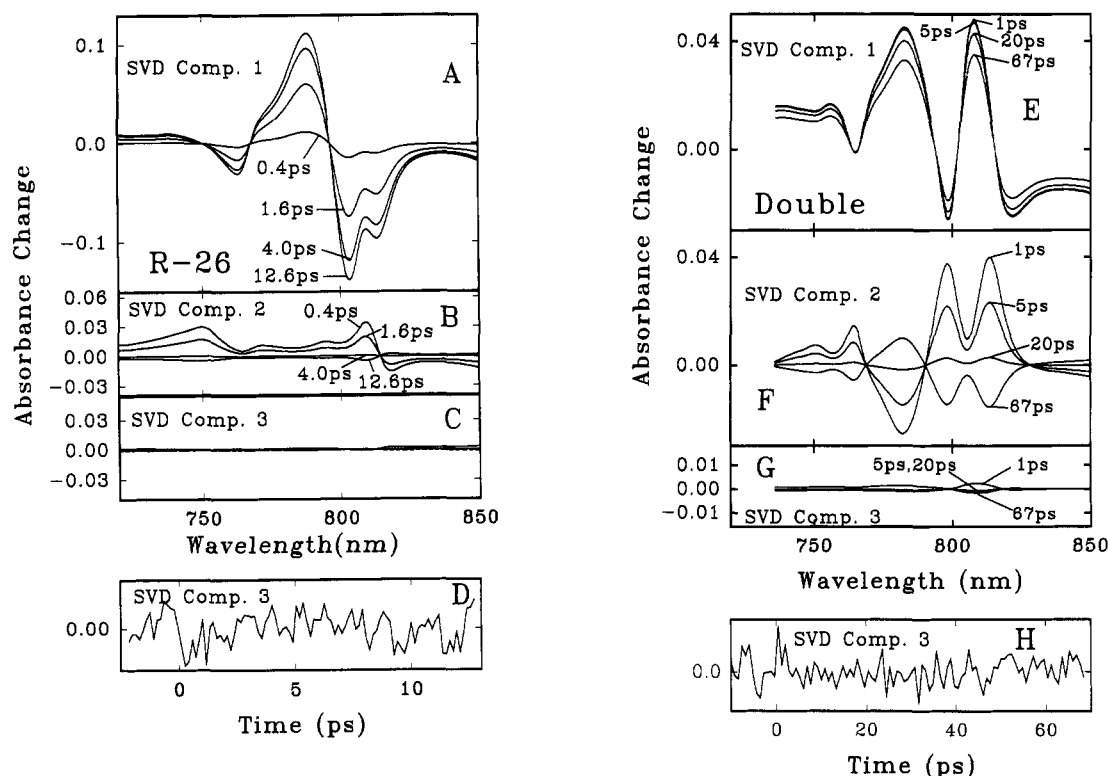 Absorbance Change
0.1
0.0
−0.1
SVD Comp. 1
A
0.4ps
1.6ps
4.0ps
12.6ps
R-26
0.06
0.03
0.00
−0.03
SVD Comp. 2
B
0.4ps
1.6ps
4.0ps
12.6ps
0.03
0.00
−0.03
SVD Comp. 3
C
750 800 850
Wavelength(nm)
SVD Comp. 3
D
0.00
0 5 10
Time (ps)
Absorbance Change
0.04
0.00
SVD Comp. 1
5ps
1ps
20ps
67ps
E
Double
0.04
0.00
SVD Comp. 2
1ps
5ps
20ps
67ps
F
G
0.01
0.00
−0.01
5ps,20ps
1ps
67ps
SVD Comp. 3
750 800 850
Wavelength (nm)
SVD Comp. 3
H
0.0
0 20 40 60
Time (ps)